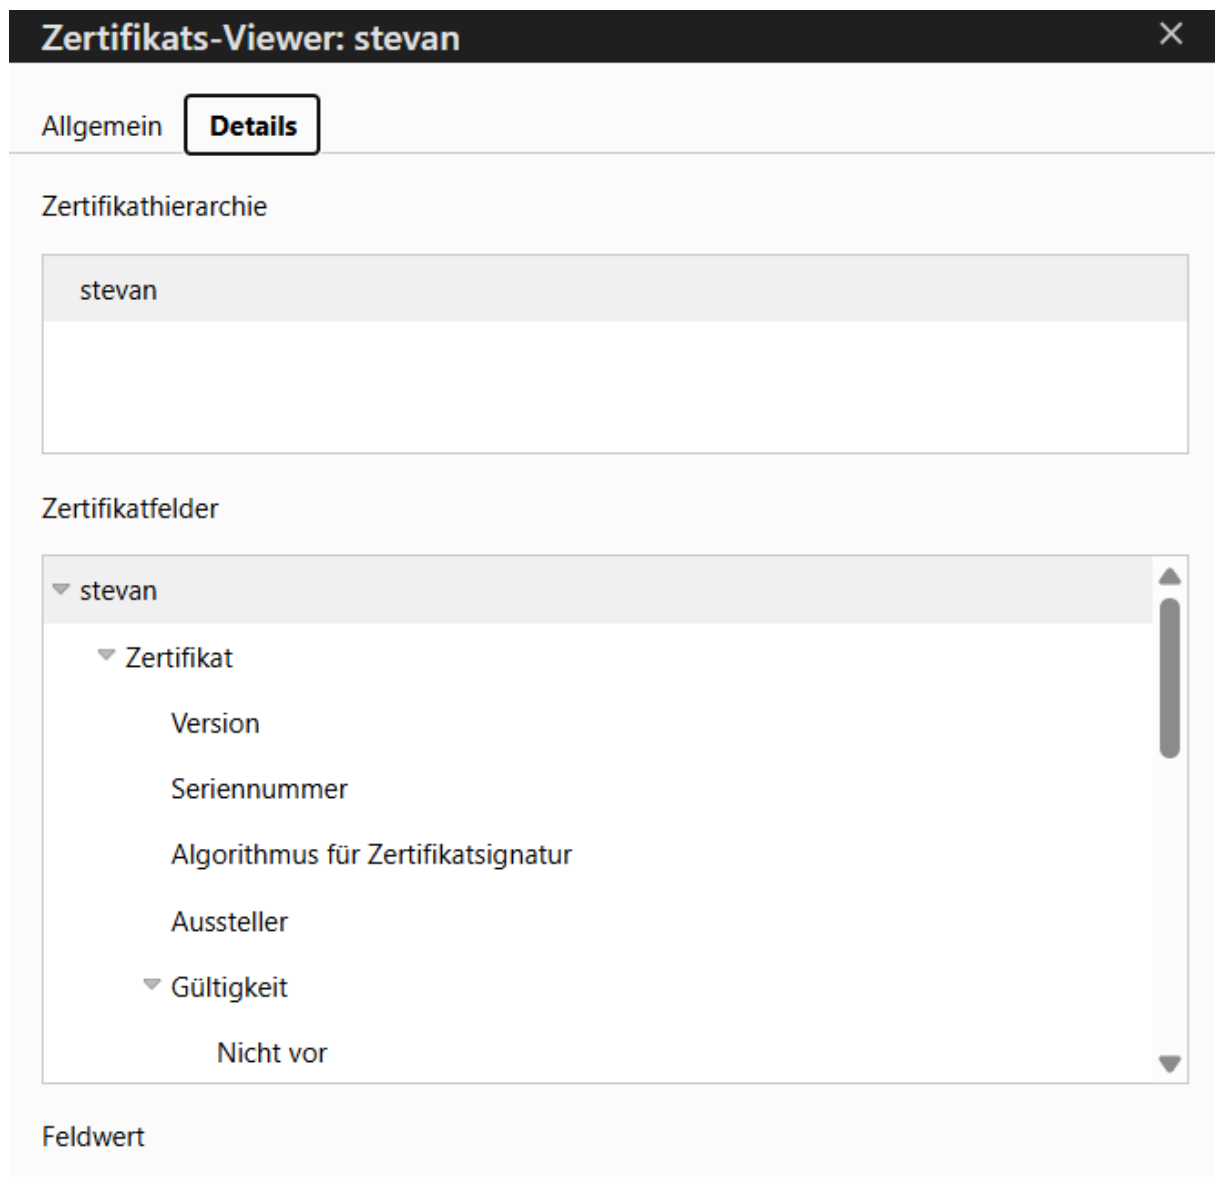 Zertifikats-Viewer: stevan
Allgemein Details
Zertifikathierarchie
stevan
Zertifikatfelder
stevan
Zertifikat
Version
Seriennummer
Algorithmus für Zertifikatsignatur
Aussteller
Gültigkeit
Nicht vor
Feldwert